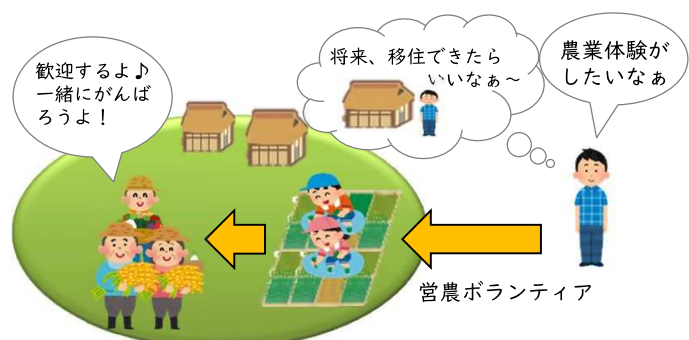 歓迎するよ♪
一緒にがんば
ろうよ！
将来、移住できたら
いいなぁ～
農業体験が
したいなぁ
営農ボランティア